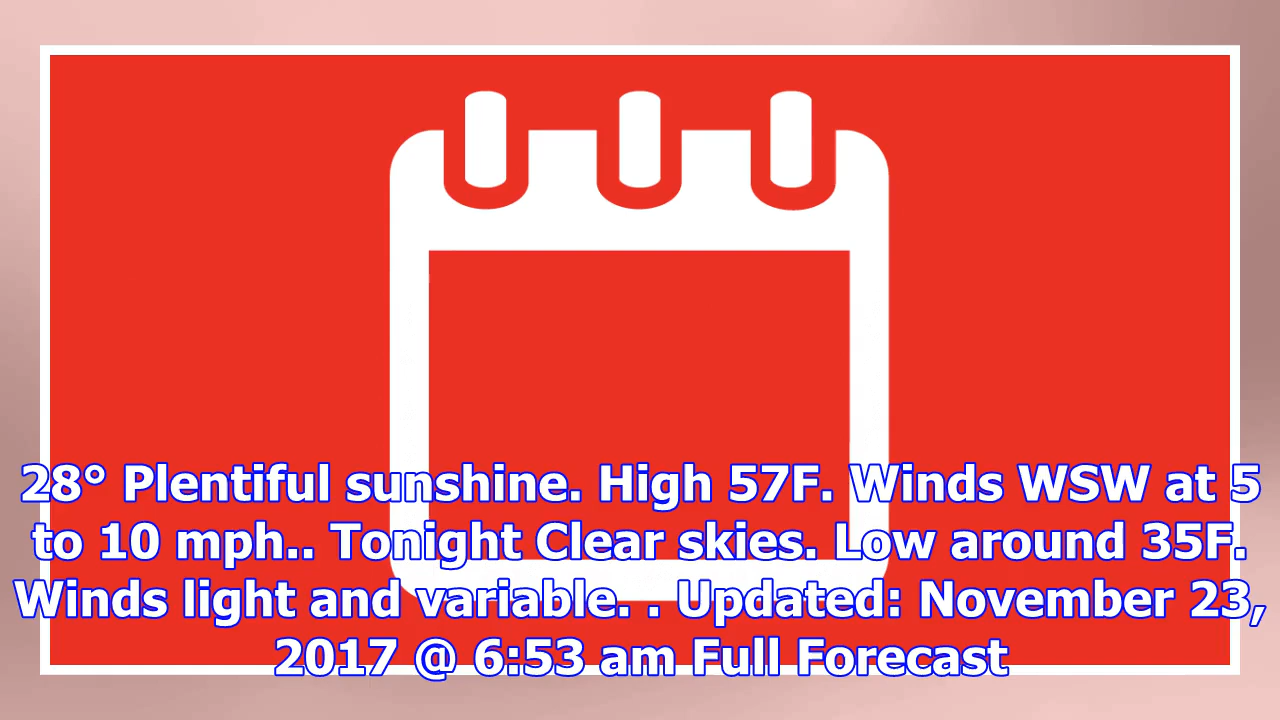 28° Plentiful sunshine. High 57F. Winds WSW at 5
to 10 mph.. Tonight Clear skies. Low around 35F.
Winds light and variable. . Updated: November 23,
2017 @ 6:53 am Full Forecast